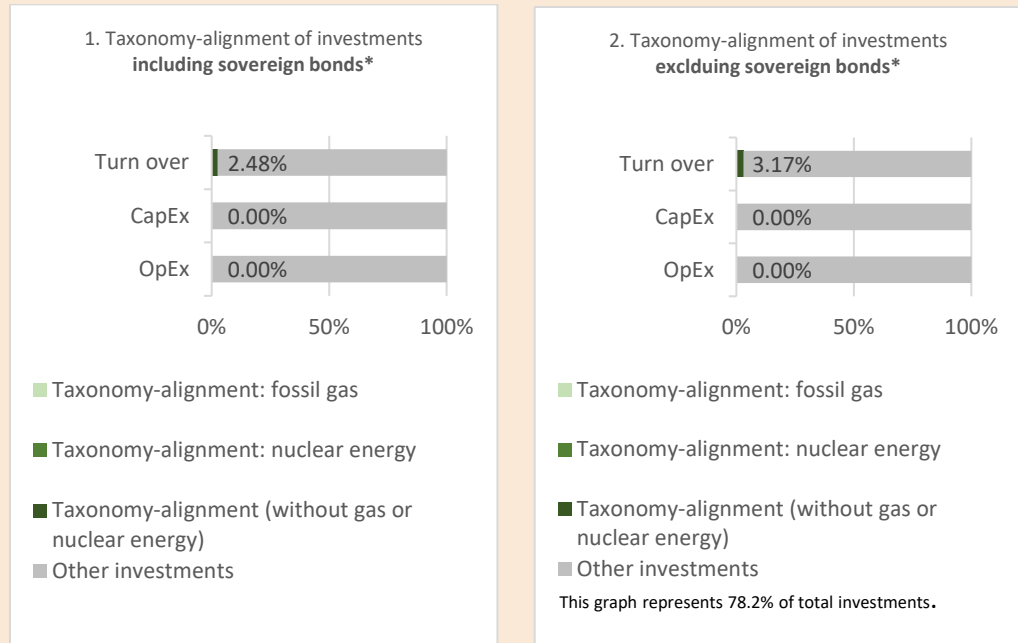 1. Taxonomy-alignment of investments
including sovereign bonds*
Turn over
2.48%
CapEx
0.00%
OpEx
0.00%
0%
50%
100%
Taxonomy-alignment: fossil gas
Taxonomy-alignment: nuclear energy
Taxonomy-alignment (without gas or
nuclear energy)
Other investments
2. Taxonomy-alignment of investments
exclduing sovereign bonds*
Turn over
3.17%
CapEx
0.00%
OpEx
0.00%
0%
50%
100%
Taxonomy-alignment: fossil gas
Taxonomy-alignment: nuclear energy
Taxonomy-alignment (without gas or
nuclear energy)
Other investments
This graph represents 78.2% of total investments.